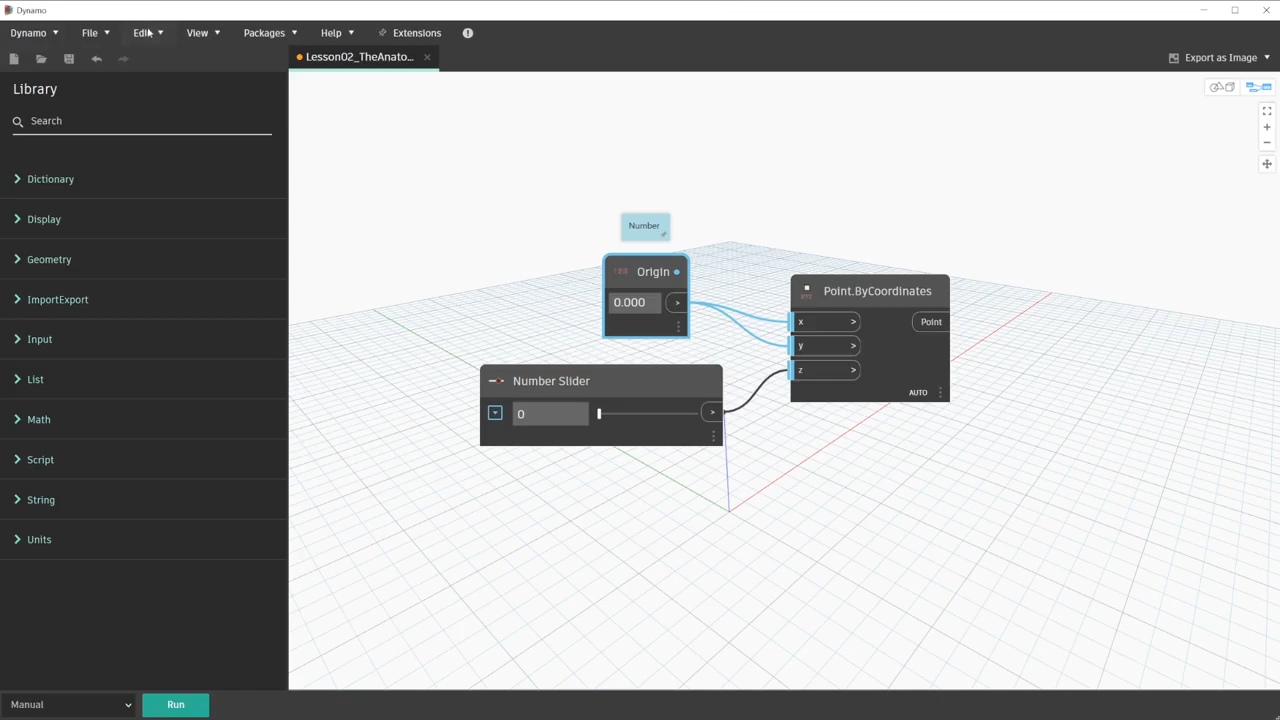 Dynamo
Dynamo File Edit View Packages Help Extensions
Lesson02_TheAnato...
Export as Image
Library
Search
Dictionary
Display
Geometry
ImportExport
Input
List
Math
Script
String
Units
Number
Origin
0.000 >
Point.ByCoordinates
x >
y >
z >
Point
AUTO
Number Slider
0 >
Manual
Run